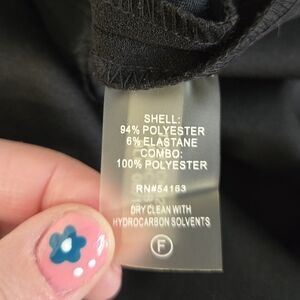 SHELL:
94% POLYESTER
6% ELASTANE
COMBO:
100% POLYESTER
RN#54163
DRY CLEAN WITH
HYDROCARBON SOLVENTS
F